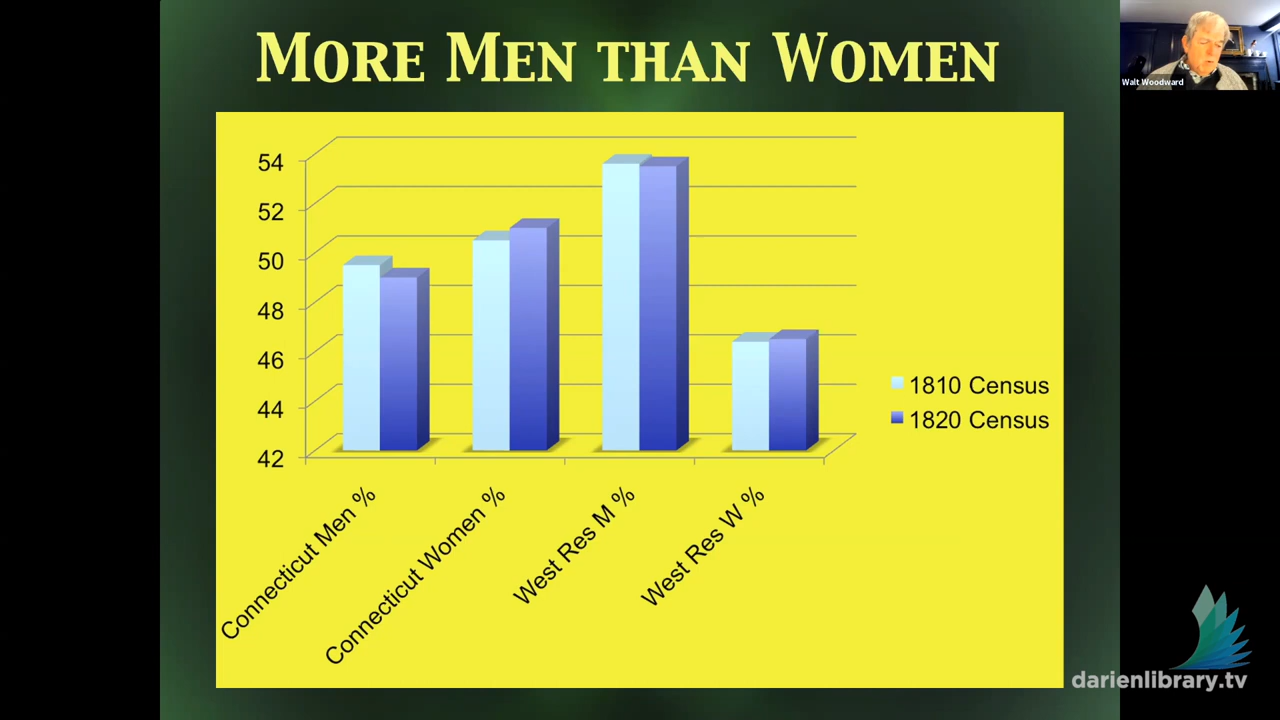 MORE MEN THAN WOMEN
Walt Woodward
54
52
50
48
46
44
42
1810 Census
1820 Census
Connecticut Men %
Connecticut Women %
West Res M %
West Res W %
darienlibrary.tv